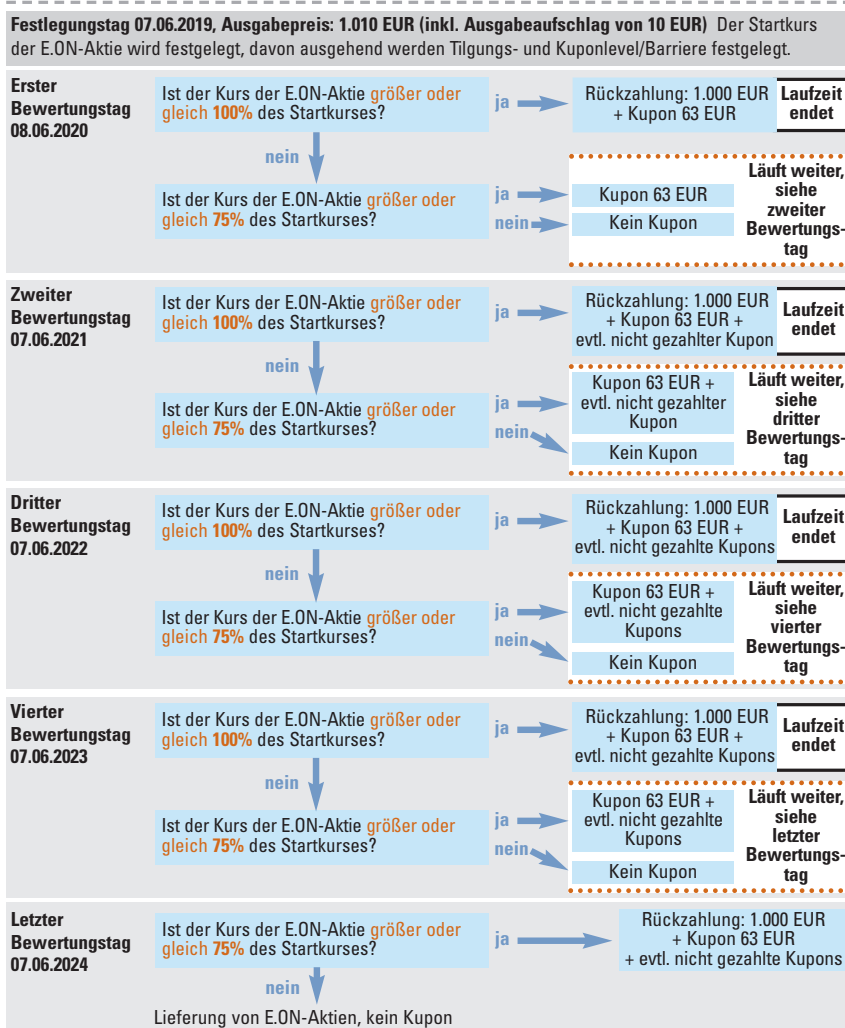 Festlegungstag 07.06.2019, Ausgabepreis: 1.010 EUR (inkl. Ausgabeaufschlag von 10 EUR) Der Startkurs
der E.ON-Aktie wird festgelegt, davon ausgehend werden Tilgungs- und Kuponlevel/Barriere festgelegt.
Erster
Bewertungstag
08.06.2020
Ist der Kurs der E.ON-Aktie größer oder
gleich 100% des Startkurses?
ja
Rückzahlung: 1.000 EUR
+ Kupon 63 EUR
Laufzeit
endet
nein
Ist der Kurs der E.ON-Aktie größer oder
gleich 75% des Startkurses?
ja
Kupon 63 EUR
nein
Kein Kupon
Läuft weiter,
siehe
zweiter
Bewertungs-
tag
Zweiter
Bewertungstag
07.06.2021
Ist der Kurs der E.ON-Aktie größer oder
gleich 100% des Startkurses?
ja
Rückzahlung: 1.000 EUR
+ Kupon 63 EUR +
evtl. nicht gezahlter Kupon
Laufzeit
endet
nein
Ist der Kurs der E.ON-Aktie größer oder
gleich 75% des Startkurses?
ja
Kupon 63 EUR +
evtl. nicht gezahlter
Kupon
nein
Kein Kupon
Läuft weiter,
siehe
dritter
Bewertungs-
tag
Dritter
Bewertungstag
07.06.2022
Ist der Kurs der E.ON-Aktie größer oder
gleich 100% des Startkurses?
ja
Rückzahlung: 1.000 EUR
+ Kupon 63 EUR +
evtl. nicht gezahlte Kupons
Laufzeit
endet
nein
Ist der Kurs der E.ON-Aktie größer oder
gleich 75% des Startkurses?
ja
Kupon 63 EUR +
evtl. nicht gezahlte
Kupons
nein
Kein Kupon
Läuft weiter,
siehe
vierter
Bewertungs-
tag
Vierter
Bewertungstag
07.06.2023
Ist der Kurs der E.ON-Aktie größer oder
gleich 100% des Startkurses?
ja
Rückzahlung: 1.000 EUR
+ Kupon 63 EUR +
evtl. nicht gezahlte Kupons
Laufzeit
endet
nein
Ist der Kurs der E.ON-Aktie größer oder
gleich 75% des Startkurses?
ja
Kupon 63 EUR +
evtl. nicht gezahlte
Kupons
nein
Kein Kupon
Läuft weiter,
siehe
letzter
Bewertungs-
tag
Letzter
Bewertungstag
07.06.2024
Ist der Kurs der E.ON-Aktie größer oder
gleich 75% des Startkurses?
ja
Rückzahlung: 1.000 EUR
+ Kupon 63 EUR
+ evtl. nicht gezahlte Kupons
nein
Lieferung von E.ON-Aktien, kein Kupon